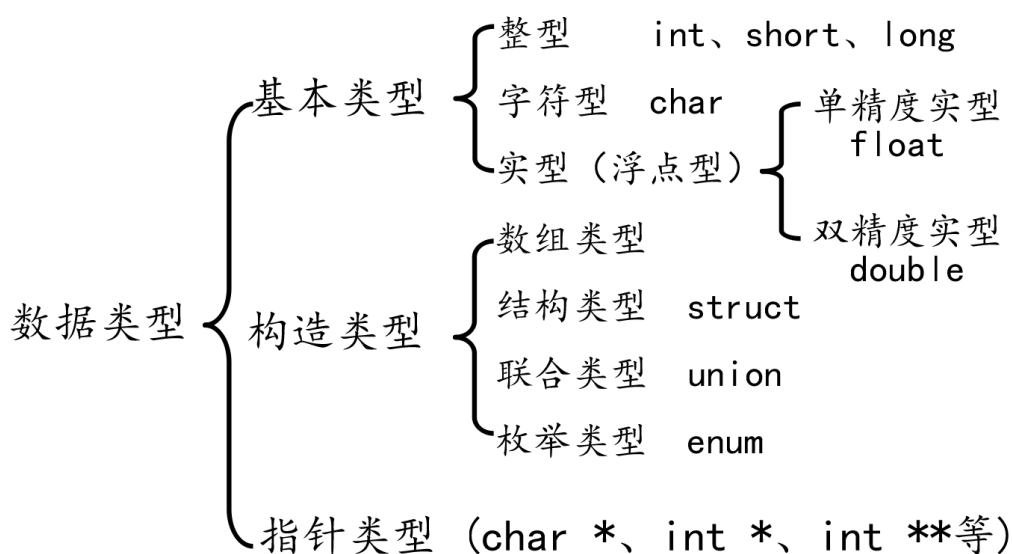 数据类型
基本类型
整型 int、short、long
字符型 char
实型（浮点型）
单精度实型
float
双精度实型
double
构造类型
数组类型
结构类型 struct
联合类型 union
枚举类型 enum
指针类型 (char *、int *、int **等)